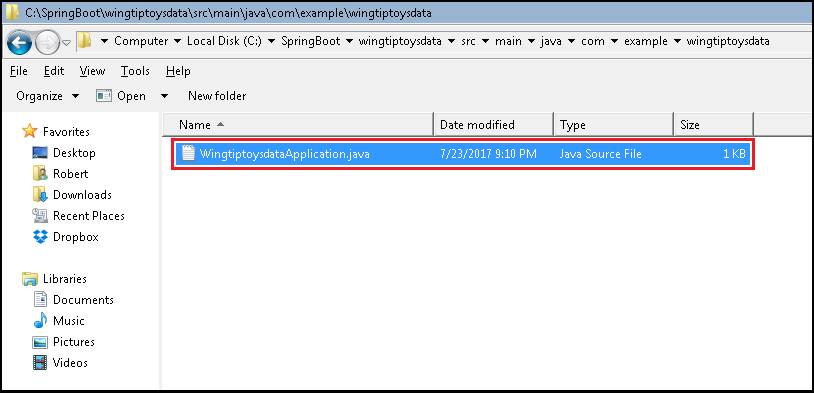 C:\SpringBoot\wingtiptoysdata\src\main\java\com\example\wingtiptoysdata
Computer Local Disk (C:) SpringBoot wingtiptoysdata src main java com example wingtiptoysdata
File Edit View Tools Help
Organize Open New folder
Name Date modified Type Size
WingtiptoysdataApplication.java 7/23/2017 9:10 PM Java Source File 1 KB
Favorites
Desktop
Robert
Downloads
Recent Places
Dropbox
Libraries
Documents
Music
Pictures
Videos